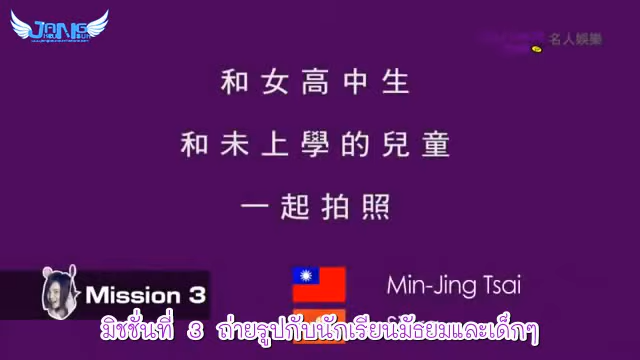 JANG
名人娛樂
和女高中生
和未上學的兒童
一起拍照
Mission 3
Min-Jing Tsai
มิชชั่นที่ 3 ถ่ายรูปกับนักเรียนมัธยมและเด็กๆ